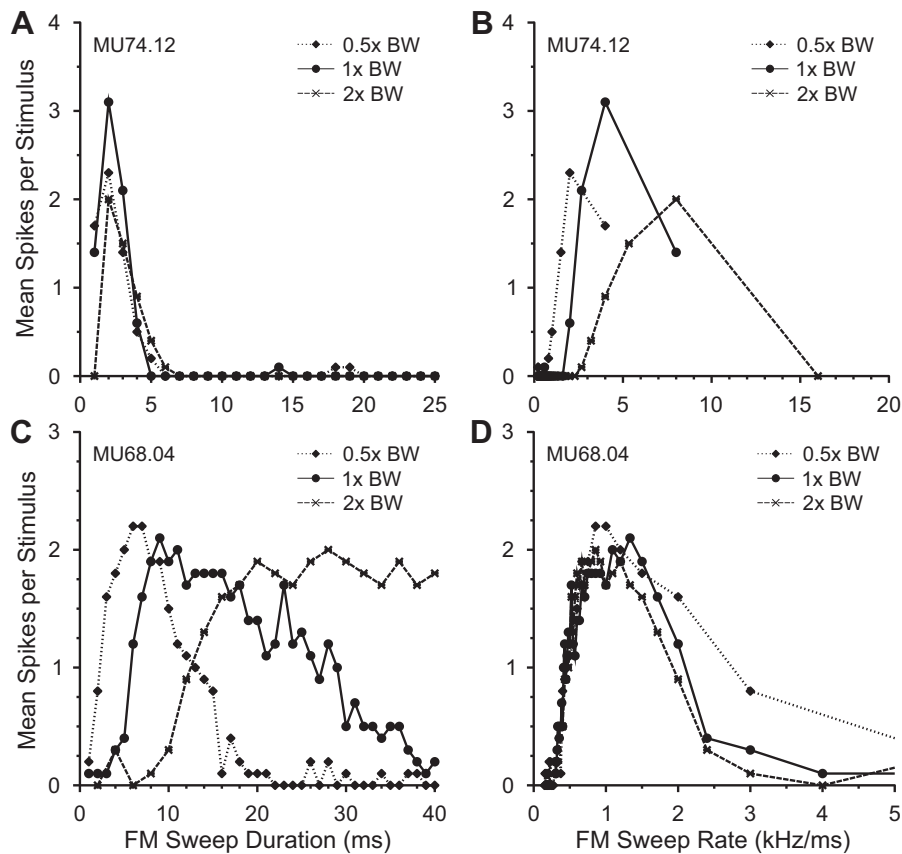 A
MU74.12
0.5x BW
1x BW
2x BW
Mean Spikes per Stimulus
4
3
2
1
0
0 5 10 15 20 25
B
MU74.12
0.5x BW
1x BW
2x BW
4
3
2
1
0
0 5 10 15 20
C
MU68.04
0.5x BW
1x BW
2x BW
Mean Spikes per Stimulus
3
2
1
0
0 10 20 30 40
FM Sweep Duration (ms)
D
MU68.04
0.5x BW
1x BW
2x BW
3
2
1
0
0 1 2 3 4 5
FM Sweep Rate (kHz/ms)